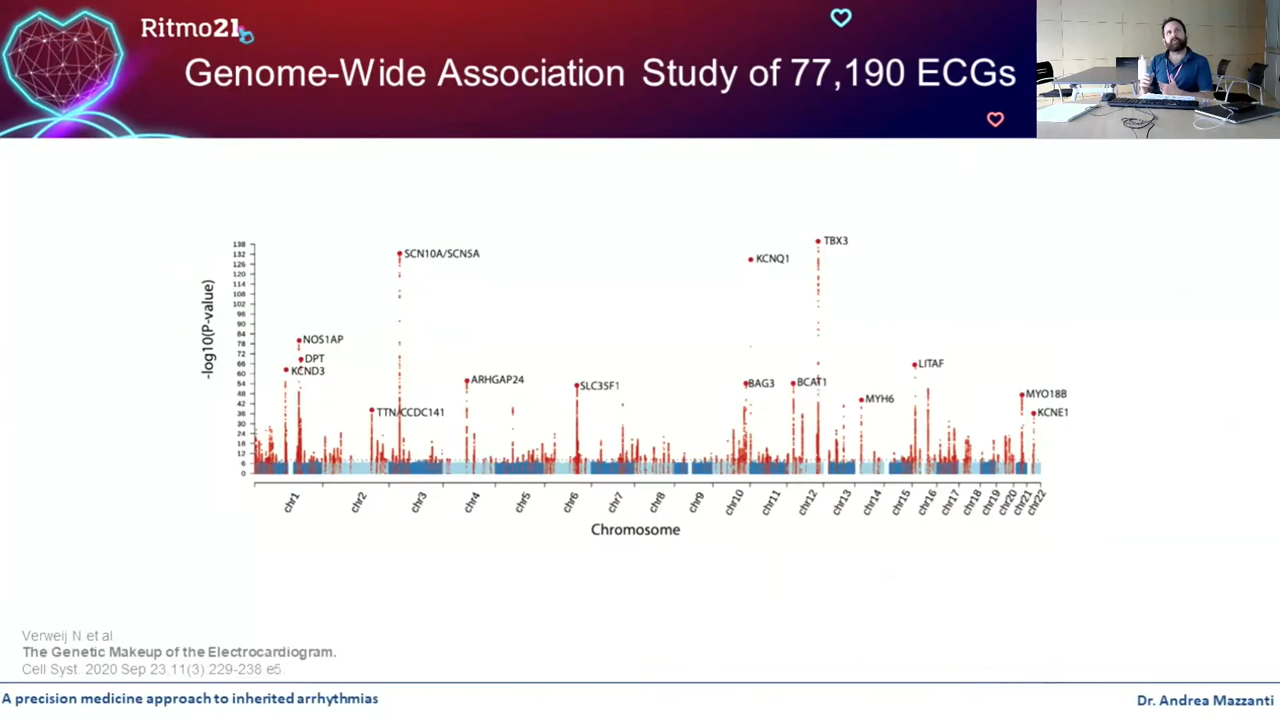 Ritmo21
Genome-Wide Association Study of 77,190 ECGs
-log10(P-value)
138
132
126
120
114
108
102
96
90
84
78
72
66
60
54
48
42
36
30
24
18
12
6
0
TBX3
SCN10A/SCN5A
KCNQ1
NOS1AP
DPT
KCND3
LITAF
ARHGAP24
SLC35F1
BAG3
BCAT1
MYH6
MYO18B
TTN/CCDC141
KCNE1
chr1
chr2
chr3
chr4
chr5
chr6
chr7
chr8
chr9
chr10
chr11
chr12
chr13
chr14
chr15
chr16
chr17
chr18
chr19
chr20
chr21
chr22
Chromosome
Verweij N et al.
The Genetic Makeup of the Electrocardiogram.
Cell Syst. 2020 Sep 23;11(3):229-238.e5.
A precision medicine approach to inherited arrhythmias
Dr. Andrea Mazzanti